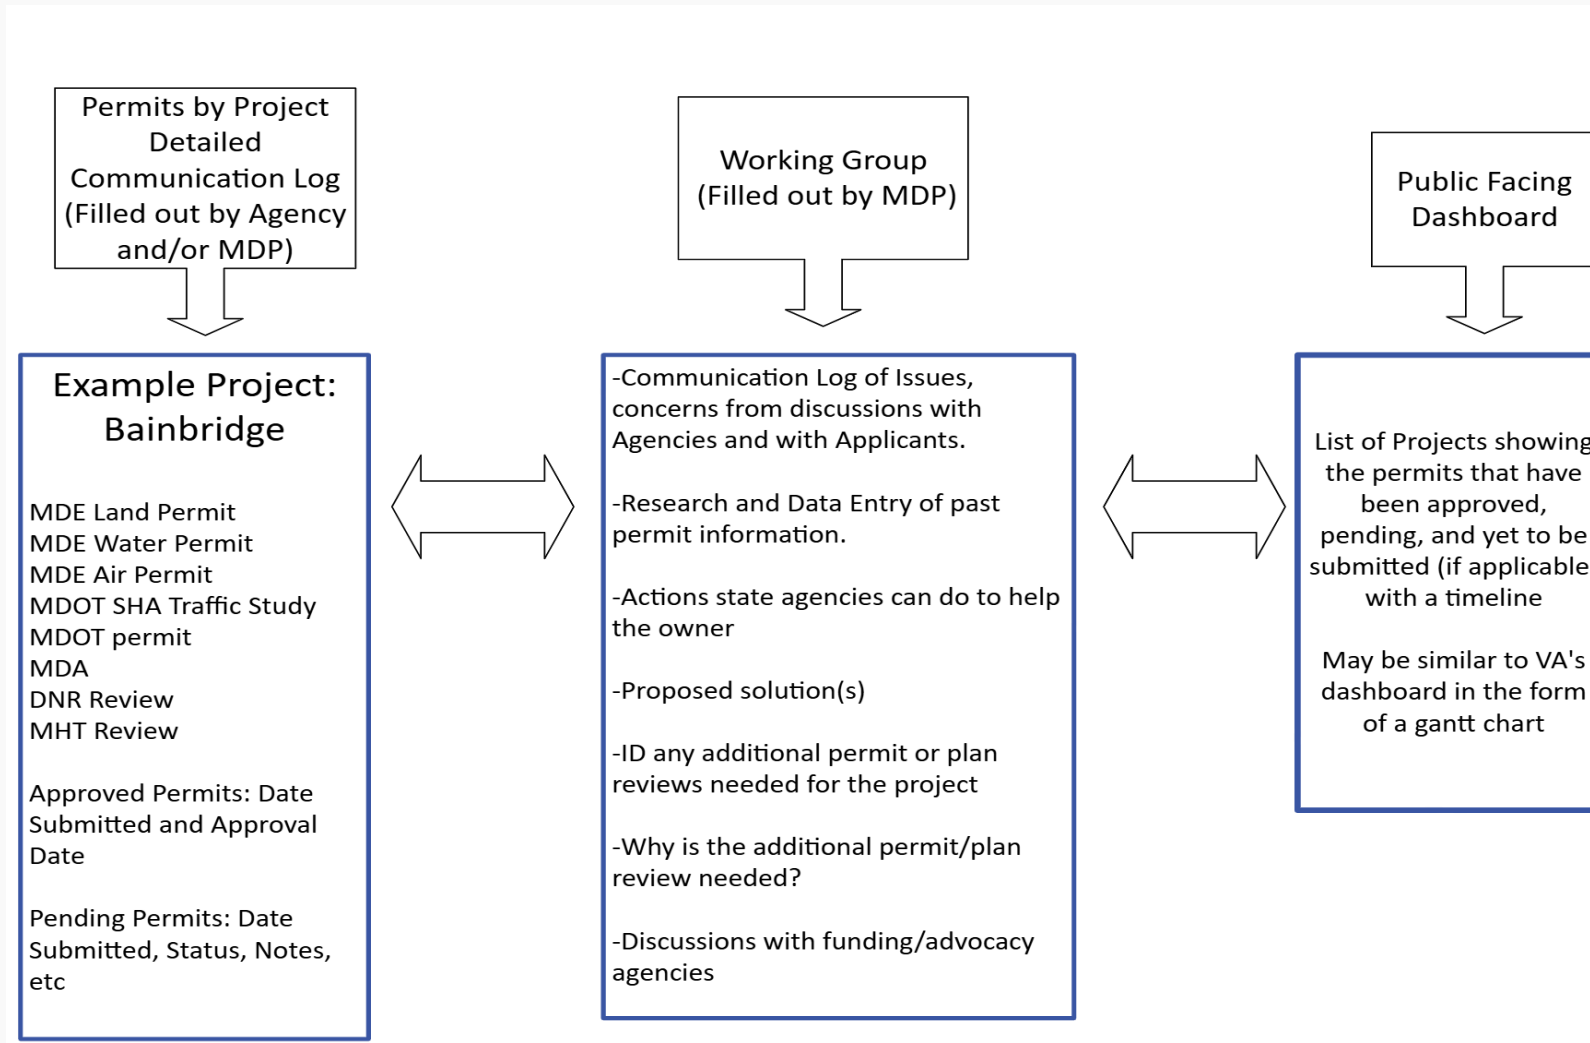 Permits by Project
Detailed
Communication Log
(Filled out by Agency
and/or MDP)
Example Project:
Bainbridge
MDE Land Permit
MDE Water Permit
MDE Air Permit
MDOT SHA Traffic Study
MDOT permit
MDA
DNR Review
MHT Review
Approved Permits: Date
Submitted and Approval
Date
Pending Permits: Date
Submitted, Status, Notes,
etc
Working Group
(Filled out by MDP)
-Communication Log of Issues,
concerns from discussions with
Agencies and with Applicants.
-Research and Data Entry of past
permit information.
-Actions state agencies can do to help
the owner
-Proposed solution(s)
-ID any additional permit or plan
reviews needed for the project
-Why is the additional permit/plan
review needed?
-Discussions with funding/advocacy
agencies
Public Facing
Dashboard
List of Projects showing
the permits that have
been approved,
pending, and yet to be
submitted (if applicable
with a timeline
May be similar to VA's
dashboard in the form
of a gantt chart